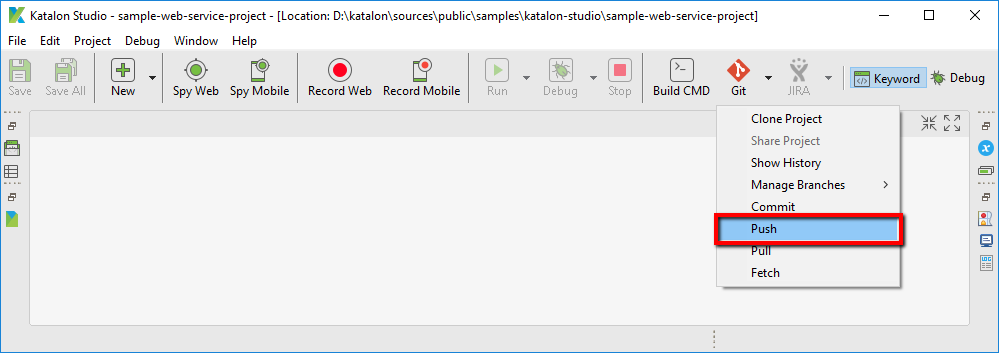 Katalon Studio - sample-web-service-project - [Location: D:\katalon\sources\public\samples\katalon-studio\sample-web-service-project]
File Edit Project Debug Window Help
Save Save All New Spy Web Spy Mobile Record Web Record Mobile Run Debug Stop Build CMD Git JIRA Keyword Debug
Clone Project
Share Project
Show History
Manage Branches
Commit
Push
Pull
Fetch